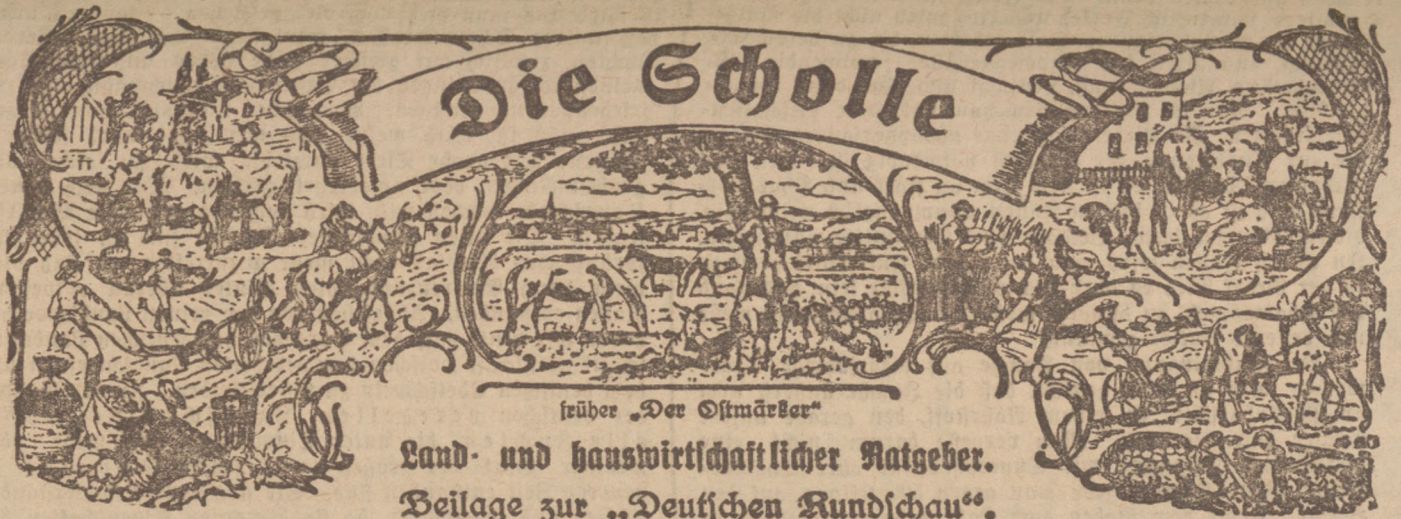 Die Scholle
früher „Der Ostmärker“
Land- und hauswirtschaftlicher Ratgeber.
Beilage zur „Deutschen Rundschau“.